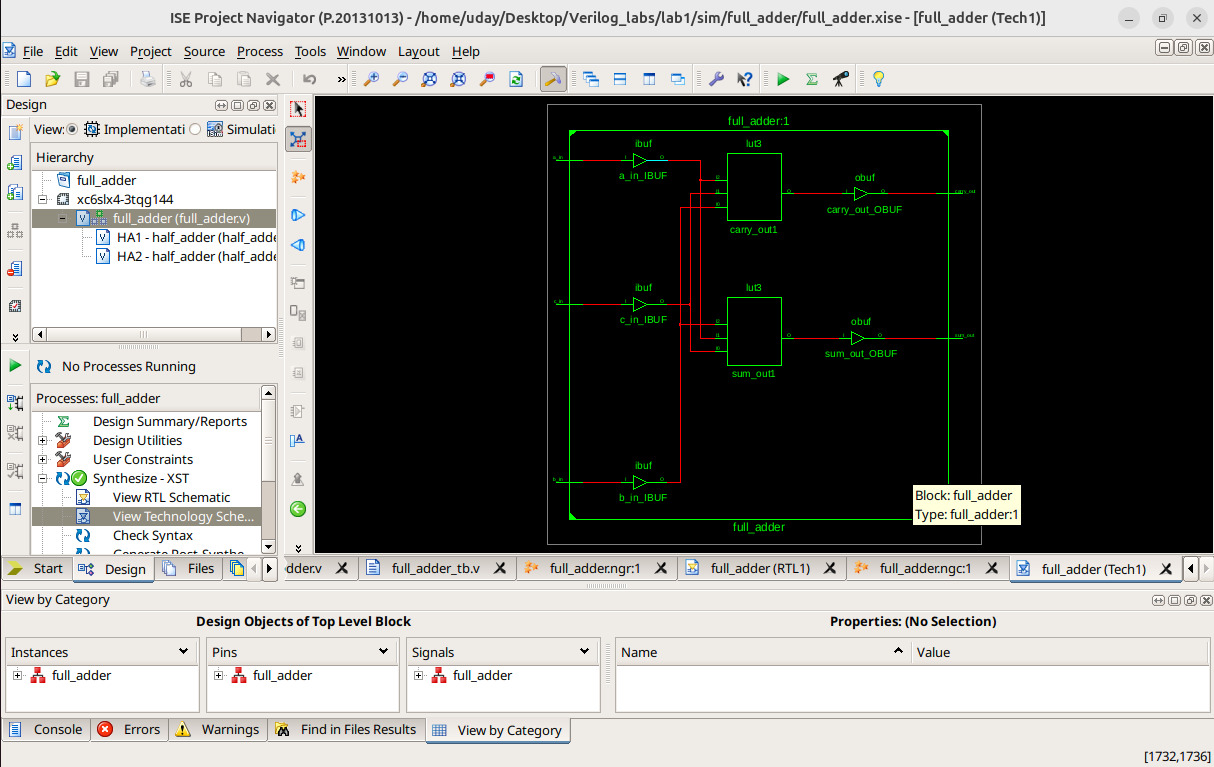 ISE Project Navigator (P.20131013) - /home/uday/Desktop/Verilog_labs/lab1/sim/full_adder/full_adder.xise - [full_adder (Tech1)]
File Edit View Project Source Process Tools Window Layout Help
»
Design
View: Implementati Simulati
Hierarchy
full_adder
xc6slx4-3tqg144
full_adder (full_adder.v)
HA1 - half_adder (half_adde
HA2 - half_adder (half_adde
No Processes Running
Processes: full_adder
Design Summary/Reports
Design Utilities
User Constraints
Synthesize - XST
View RTL Schematic
View Technology Sche...
Check Syntax
Generate Post-Synthe
full_adder:1
ibuf
a_in_IBUF
lut3
carry_out1
obuf
carry_out_OBUF
ibuf
c_in_IBUF
lut3
sum_out1
obuf
sum_out_OBUF
ibuf
b_in_IBUF
full_adder
Block: full_adder
Type: full_adder:1
Start Design Files
dder.v full_adder_tb.v full_adder.ngr:1 full_adder (RTL1) full_adder.ngc:1 full_adder (Tech1)
View by Category
Design Objects of Top Level Block
Properties: (No Selection)
Instances Pins Signals Name Value
full_adder full_adder full_adder
Console Errors Warnings Find in Files Results View by Category
[1732,1736]